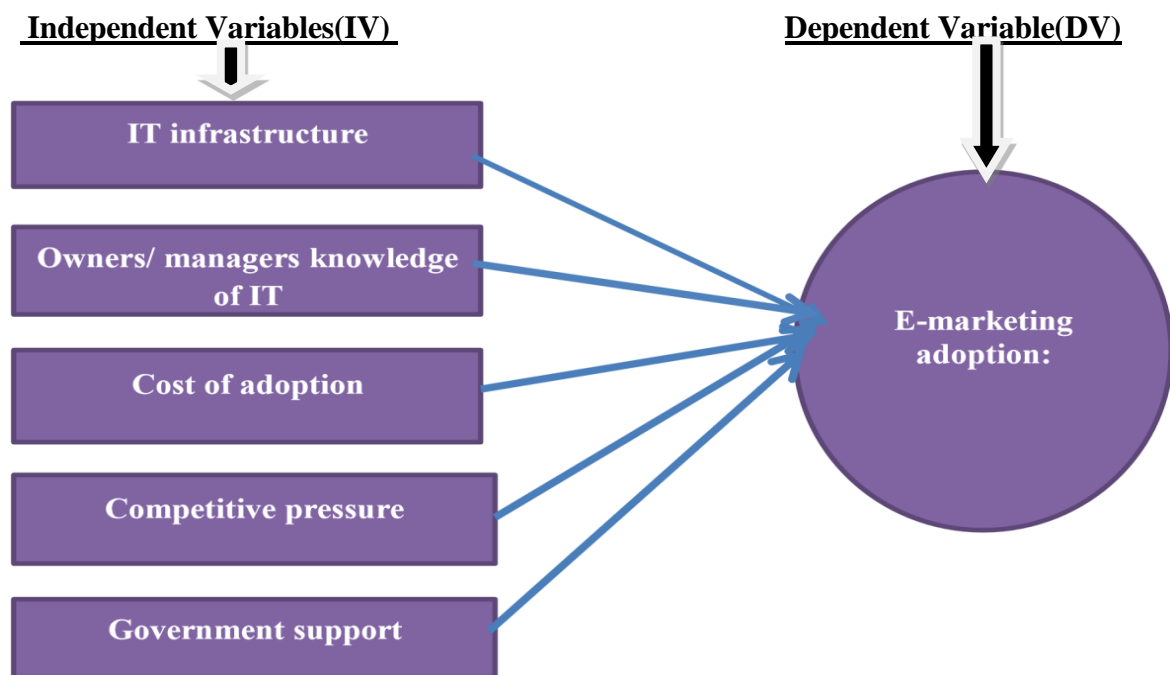 Independent Variables(IV)
Dependent Variable(DV)
IT infrastructure
Owners/ managers knowledge
of IT
Cost of adoption
Competitive pressure
Government support
E-marketing
adoption: